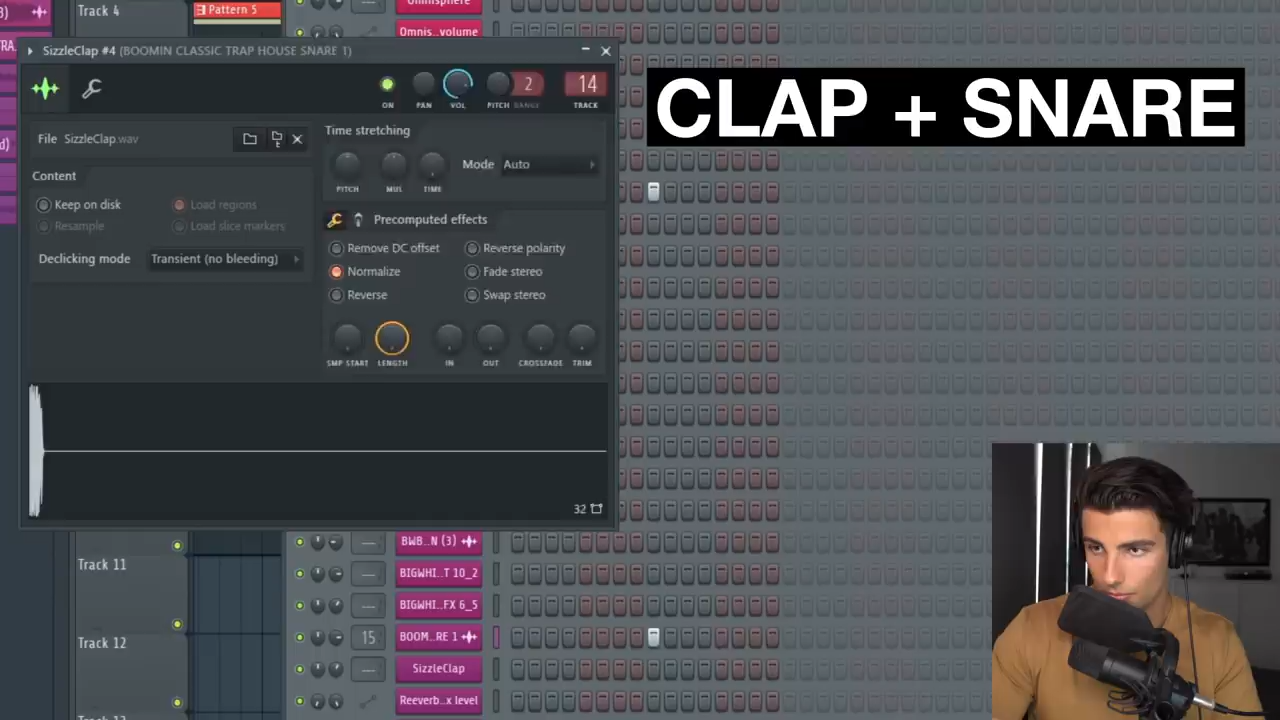 Track 4
Pattern 5
Omnisphere
Omnis..volume
SizzleClap #4 (BOOMIN CLASSIC TRAP HOUSE SNARE 1)
ON PAN VOL PITCH RANGE 2 14 TRACK
CLAP + SNARE
File SizzleClap.wav
Time stretching
PITCH MUL TIME Mode Auto
Content
Keep on disk Load regions
Resample Load slice markers
Declicking mode Transient (no bleeding)
Precomputed effects
Remove DC offset Reverse polarity
Normalize Fade stereo
Reverse Swap stereo
SMP START LENGTH IN OUT CROSSFADE TRIM
32
Track 11
Track 12
BWB..N (3)
BIGWHI..T 10_2
BIGWHI..FX 6_5
15 BOOM..RE 1
SizzleClap
Reeverb..x level